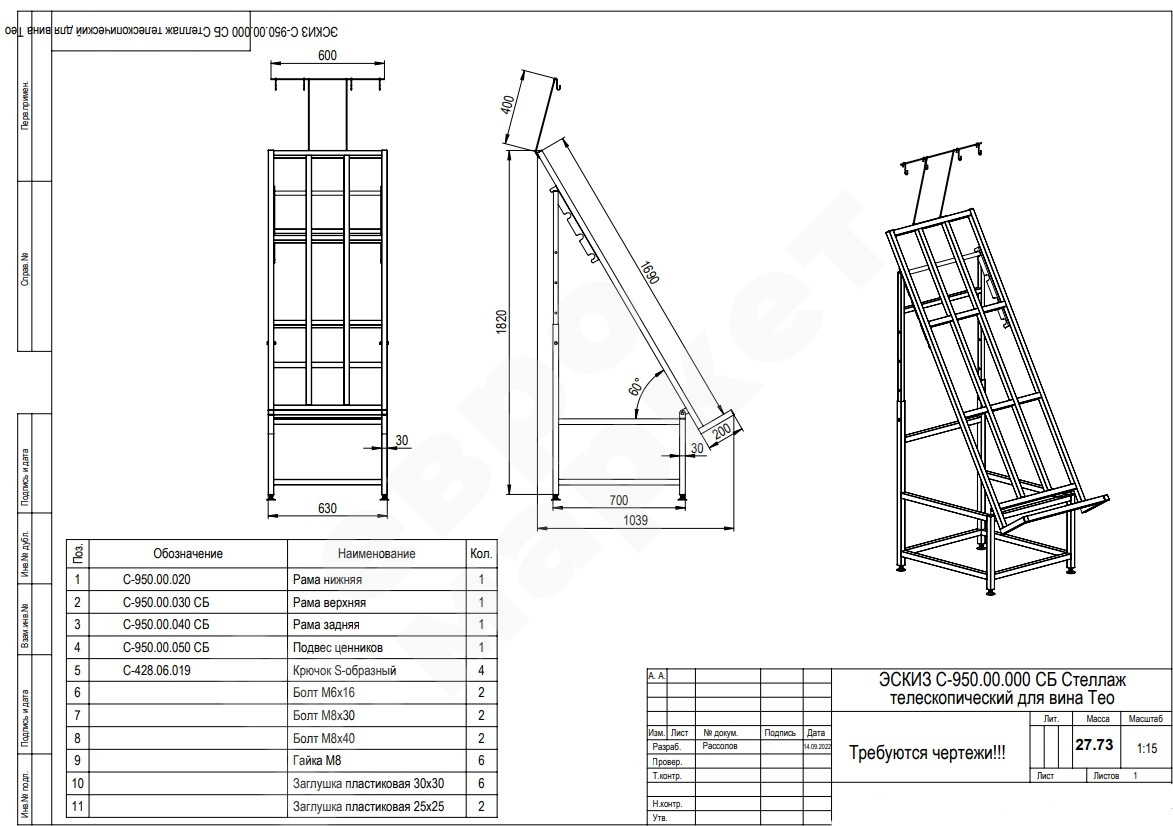 ЭСКИЗ С-950.00.000 СБ Стеллаж телескопический для вина Тео
Перв.примен.
Справ.№
Подпись и дата
Инв.№ дубл.
Взам.инв.№
Подпись и дата
Инв.№ подл.
600
30
630
400
1690
1820
60°
200
30
700
1039
Евро
маркет
Поз. Обозначение Наименование Кол.
1 С-950.00.020 Рама нижняя 1
2 С-950.00.030 СБ Рама верхняя 1
3 С-950.00.040 СБ Рама задняя 1
4 С-950.00.050 СБ Подвес ценников 1
5 С-428.06.019 Крючок S-образный 4
6 Болт М6х16 2
7 Болт М8х30 2
8 Болт М8х40 2
9 Гайка М8 6
10 Заглушка пластиковая 30х30 6
11 Заглушка пластиковая 25х25 2
А. А.
Изм. Лист № докум. Подпись Дата
Разраб. Рассолов 14.09.2022
Провер.
Т.контр.
Н.контр.
Утв.
ЭСКИЗ С-950.00.000 СБ Стеллаж
телескопический для вина Тео
Требуются чертежи!!!
Лит. Масса Масштаб
27.73 1:15
Лист Листов 1